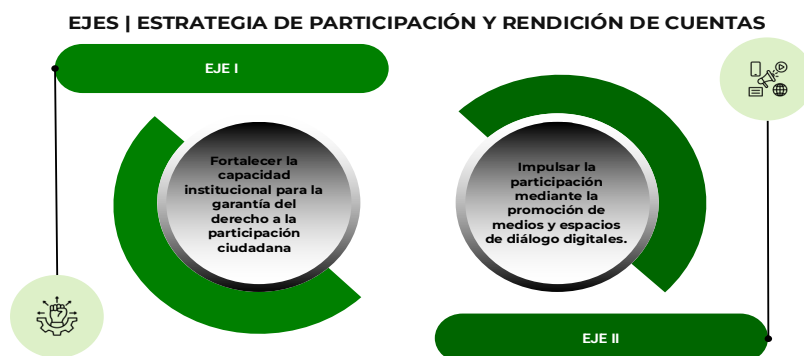 EJES | ESTRATEGIA DE PARTICIPACIÓN Y RENDICIÓN DE CUENTAS
EJE I
Fortalecer la
capacidad
institucional para la
garantía del
derecho a la
participación
ciudadana
Impulsar la
participación
mediante la
promoción de
medios y espacios
de diálogo digitales.
EJE II